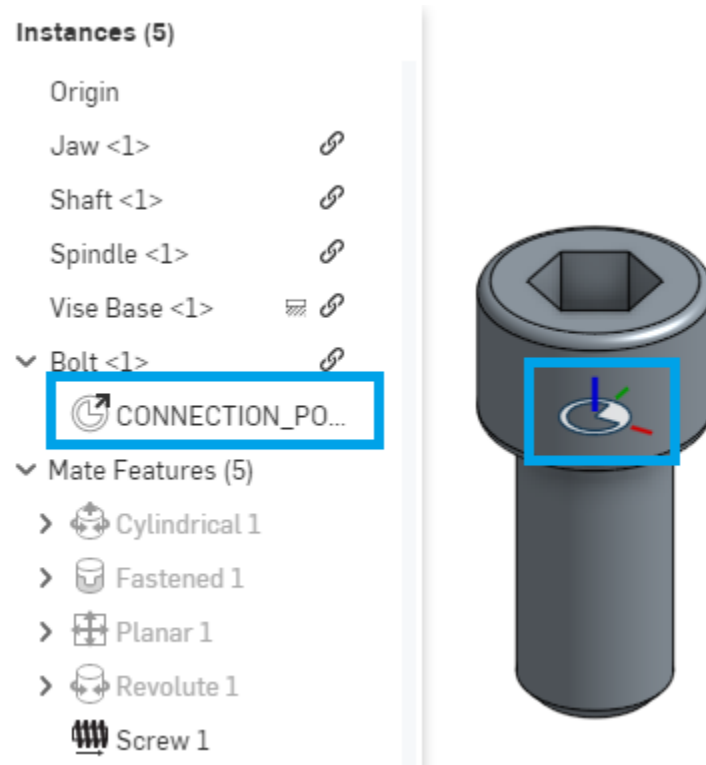 Instances (5)
Origin
Jaw <1>
Shaft <1>
Spindle <1>
Vise Base <1>
Bolt <1>
CONNECTION_PO...
Mate Features (5)
Cylindrical 1
Fastened 1
Planar 1
Revolute 1
Screw 1